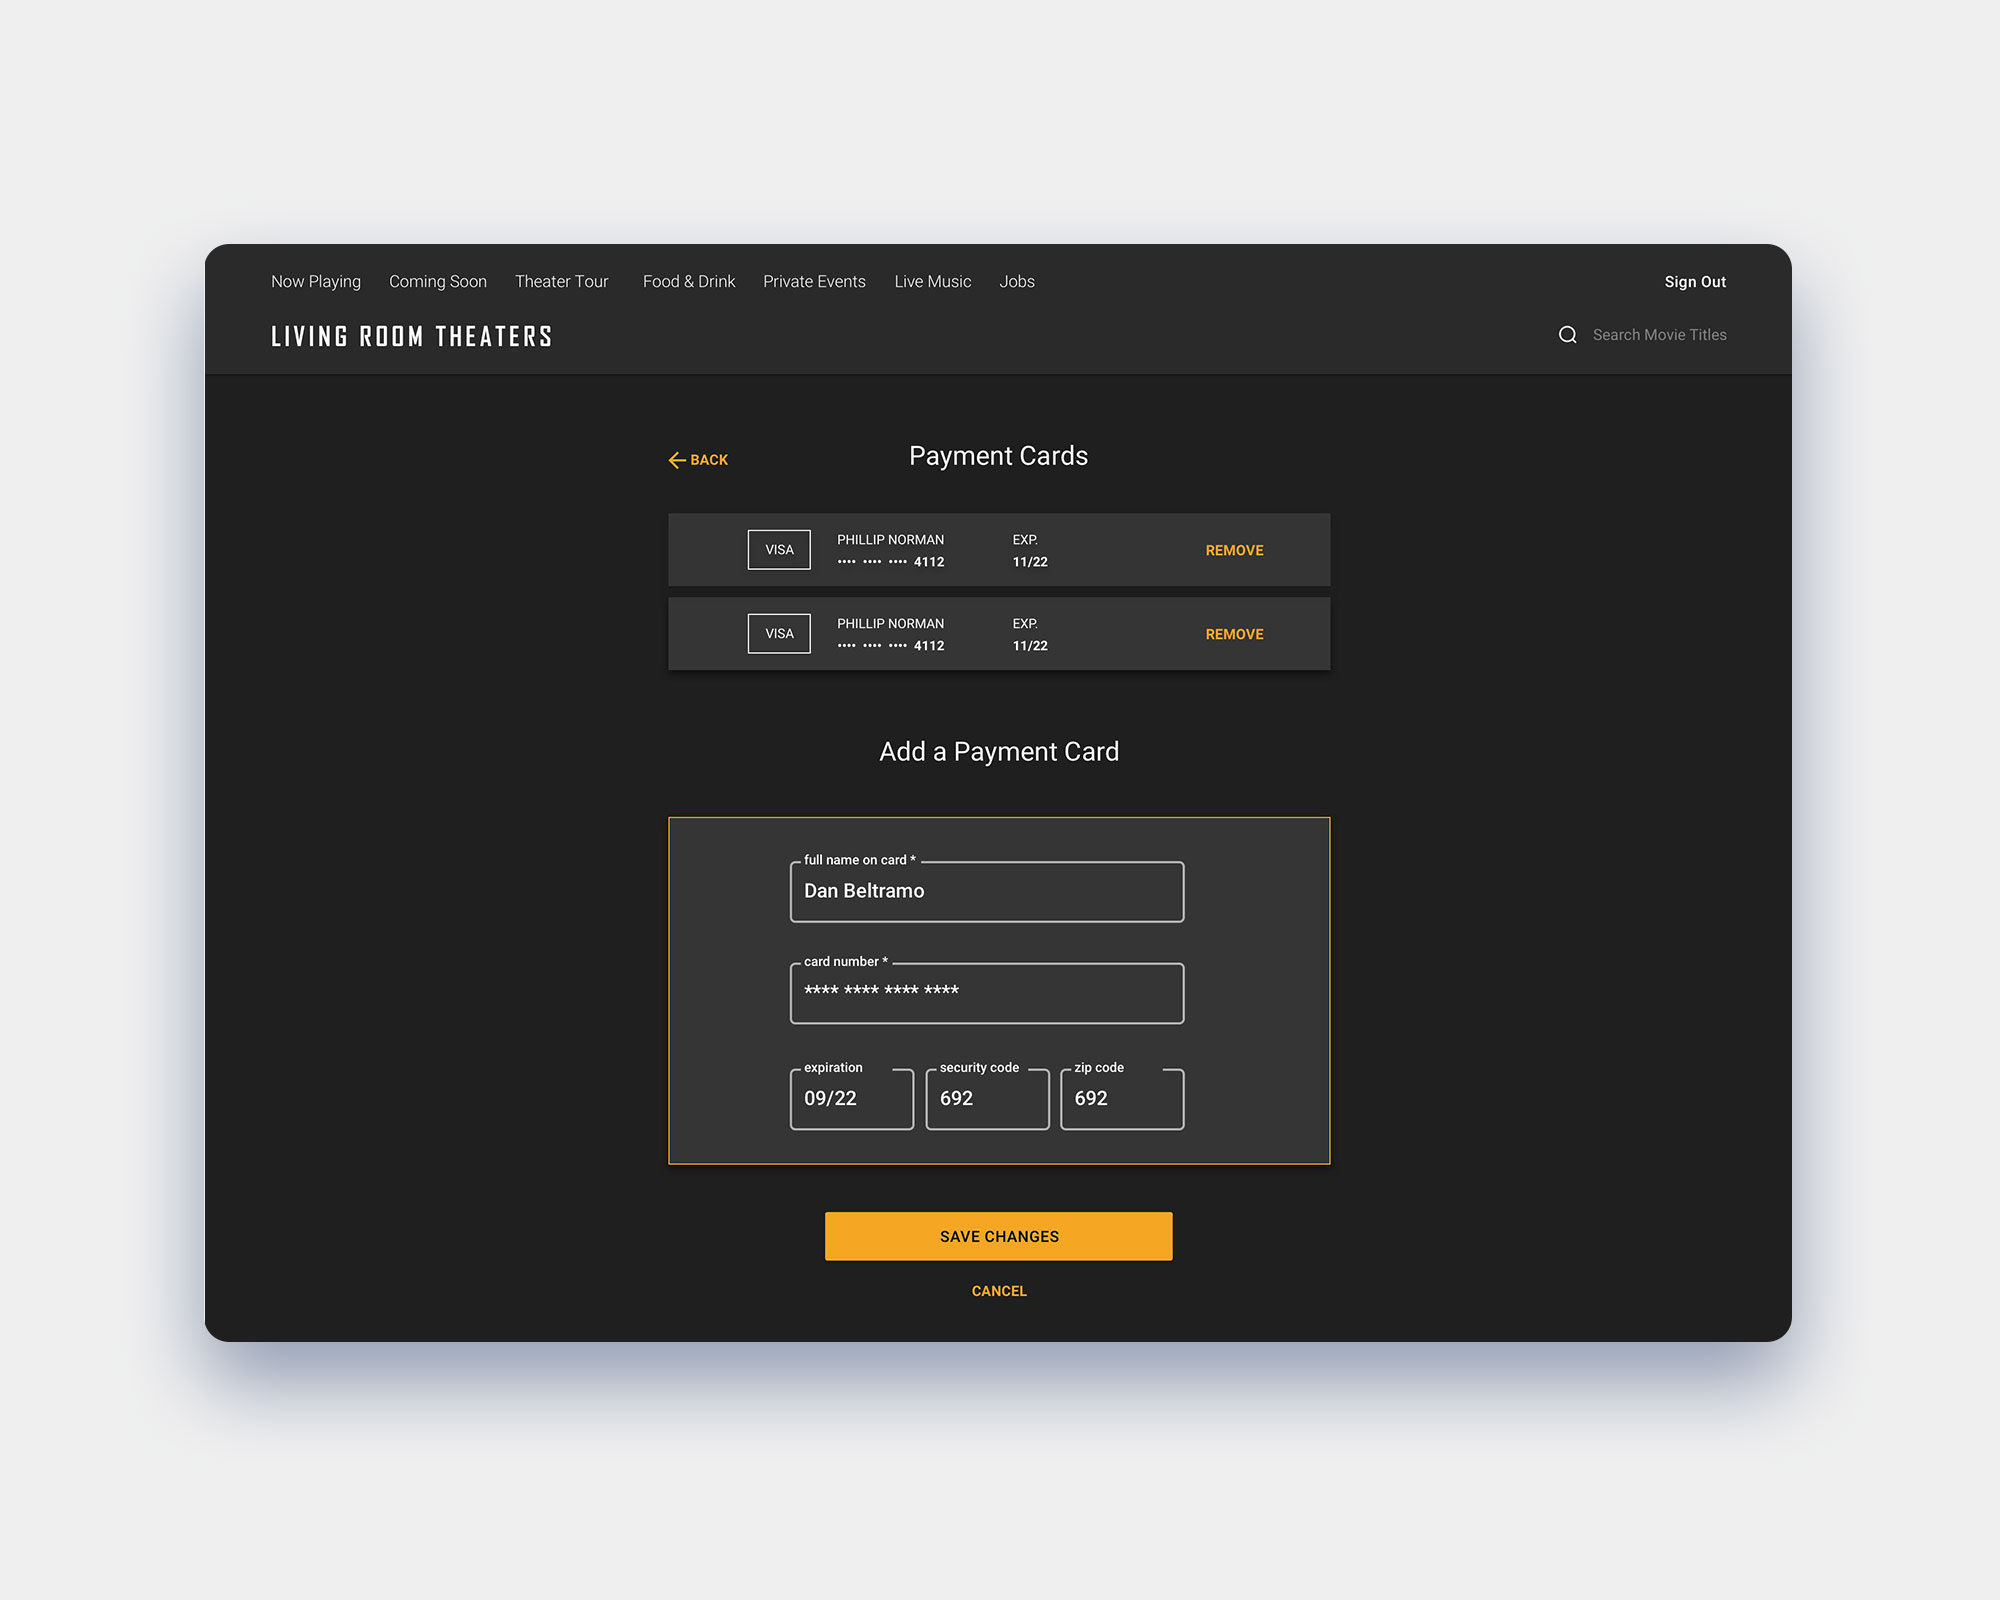 Now Playing Coming Soon Theater Tour Food & Drink Private Events Live Music Jobs Sign Out
LIVING ROOM THEATERS Search Movie Titles
BACK Payment Cards
VISA PHILLIP NORMAN EXP. REMOVE
•••• •••• •••• 4112 11/22
VISA PHILLIP NORMAN EXP. REMOVE
•••• •••• •••• 4112 11/22
Add a Payment Card
full name on card *
Dan Beltramo
card number *
**** **** **** ****
expiration security code zip code
09/22 692 692
SAVE CHANGES
CANCEL